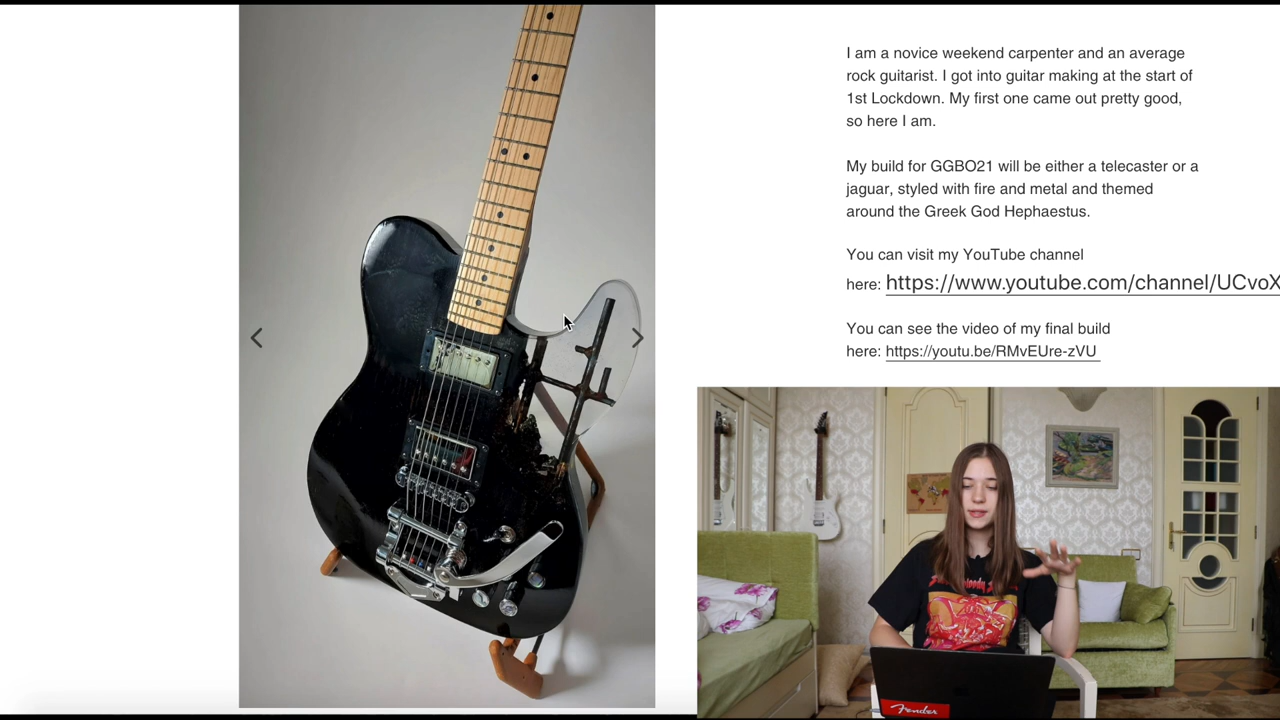 I am a novice weekend carpenter and an average
rock guitarist. I got into guitar making at the start of
1st Lockdown. My first one came out pretty good,
so here I am.
My build for GGBO21 will be either a telecaster or a
jaguar, styled with fire and metal and themed
around the Greek God Hephaestus.
You can visit my YouTube channel
here: https://www.youtube.com/channel/UCvoX
You can see the video of my final build
here: https://youtu.be/RMvEUre-zVU
Fender